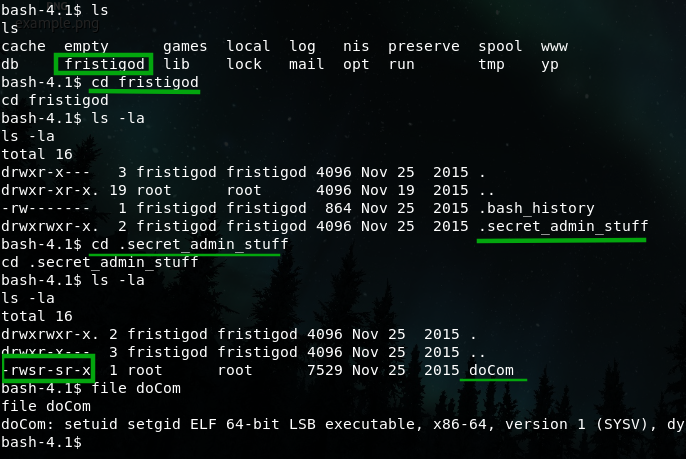 bash-4.1$ ls
example.png
ls
cache  empty      games  local  log   nis  preserve  spool  www
db     fristigod  lib    lock   mail  opt  run       tmp    yp
bash-4.1$ cd fristigod
cd fristigod
bash-4.1$ ls -la
ls -la
total 16
drwxr-x---   3 fristigod fristigod 4096 Nov 25  2015 .
drwxr-xr-x. 19 root      root      4096 Nov 19  2015 ..
-rw-------   1 fristigod fristigod  864 Nov 25  2015 .bash_history
drwxrwxr-x.  2 fristigod fristigod 4096 Nov 25  2015 .secret_admin_stuff
bash-4.1$ cd .secret_admin_stuff
cd .secret_admin_stuff
bash-4.1$ ls -la
ls -la
total 16
drwxrwxr-x. 2 fristigod fristigod 4096 Nov 25  2015 .
drwxr-x---  3 fristigod fristigod 4096 Nov 25  2015 ..
-rwsr-sr-x  1 root      root      7529 Nov 25  2015 doCom
bash-4.1$ file doCom
file doCom
doCom: setuid setgid ELF 64-bit LSB executable, x86-64, version 1 (SYSV), dy
bash-4.1$